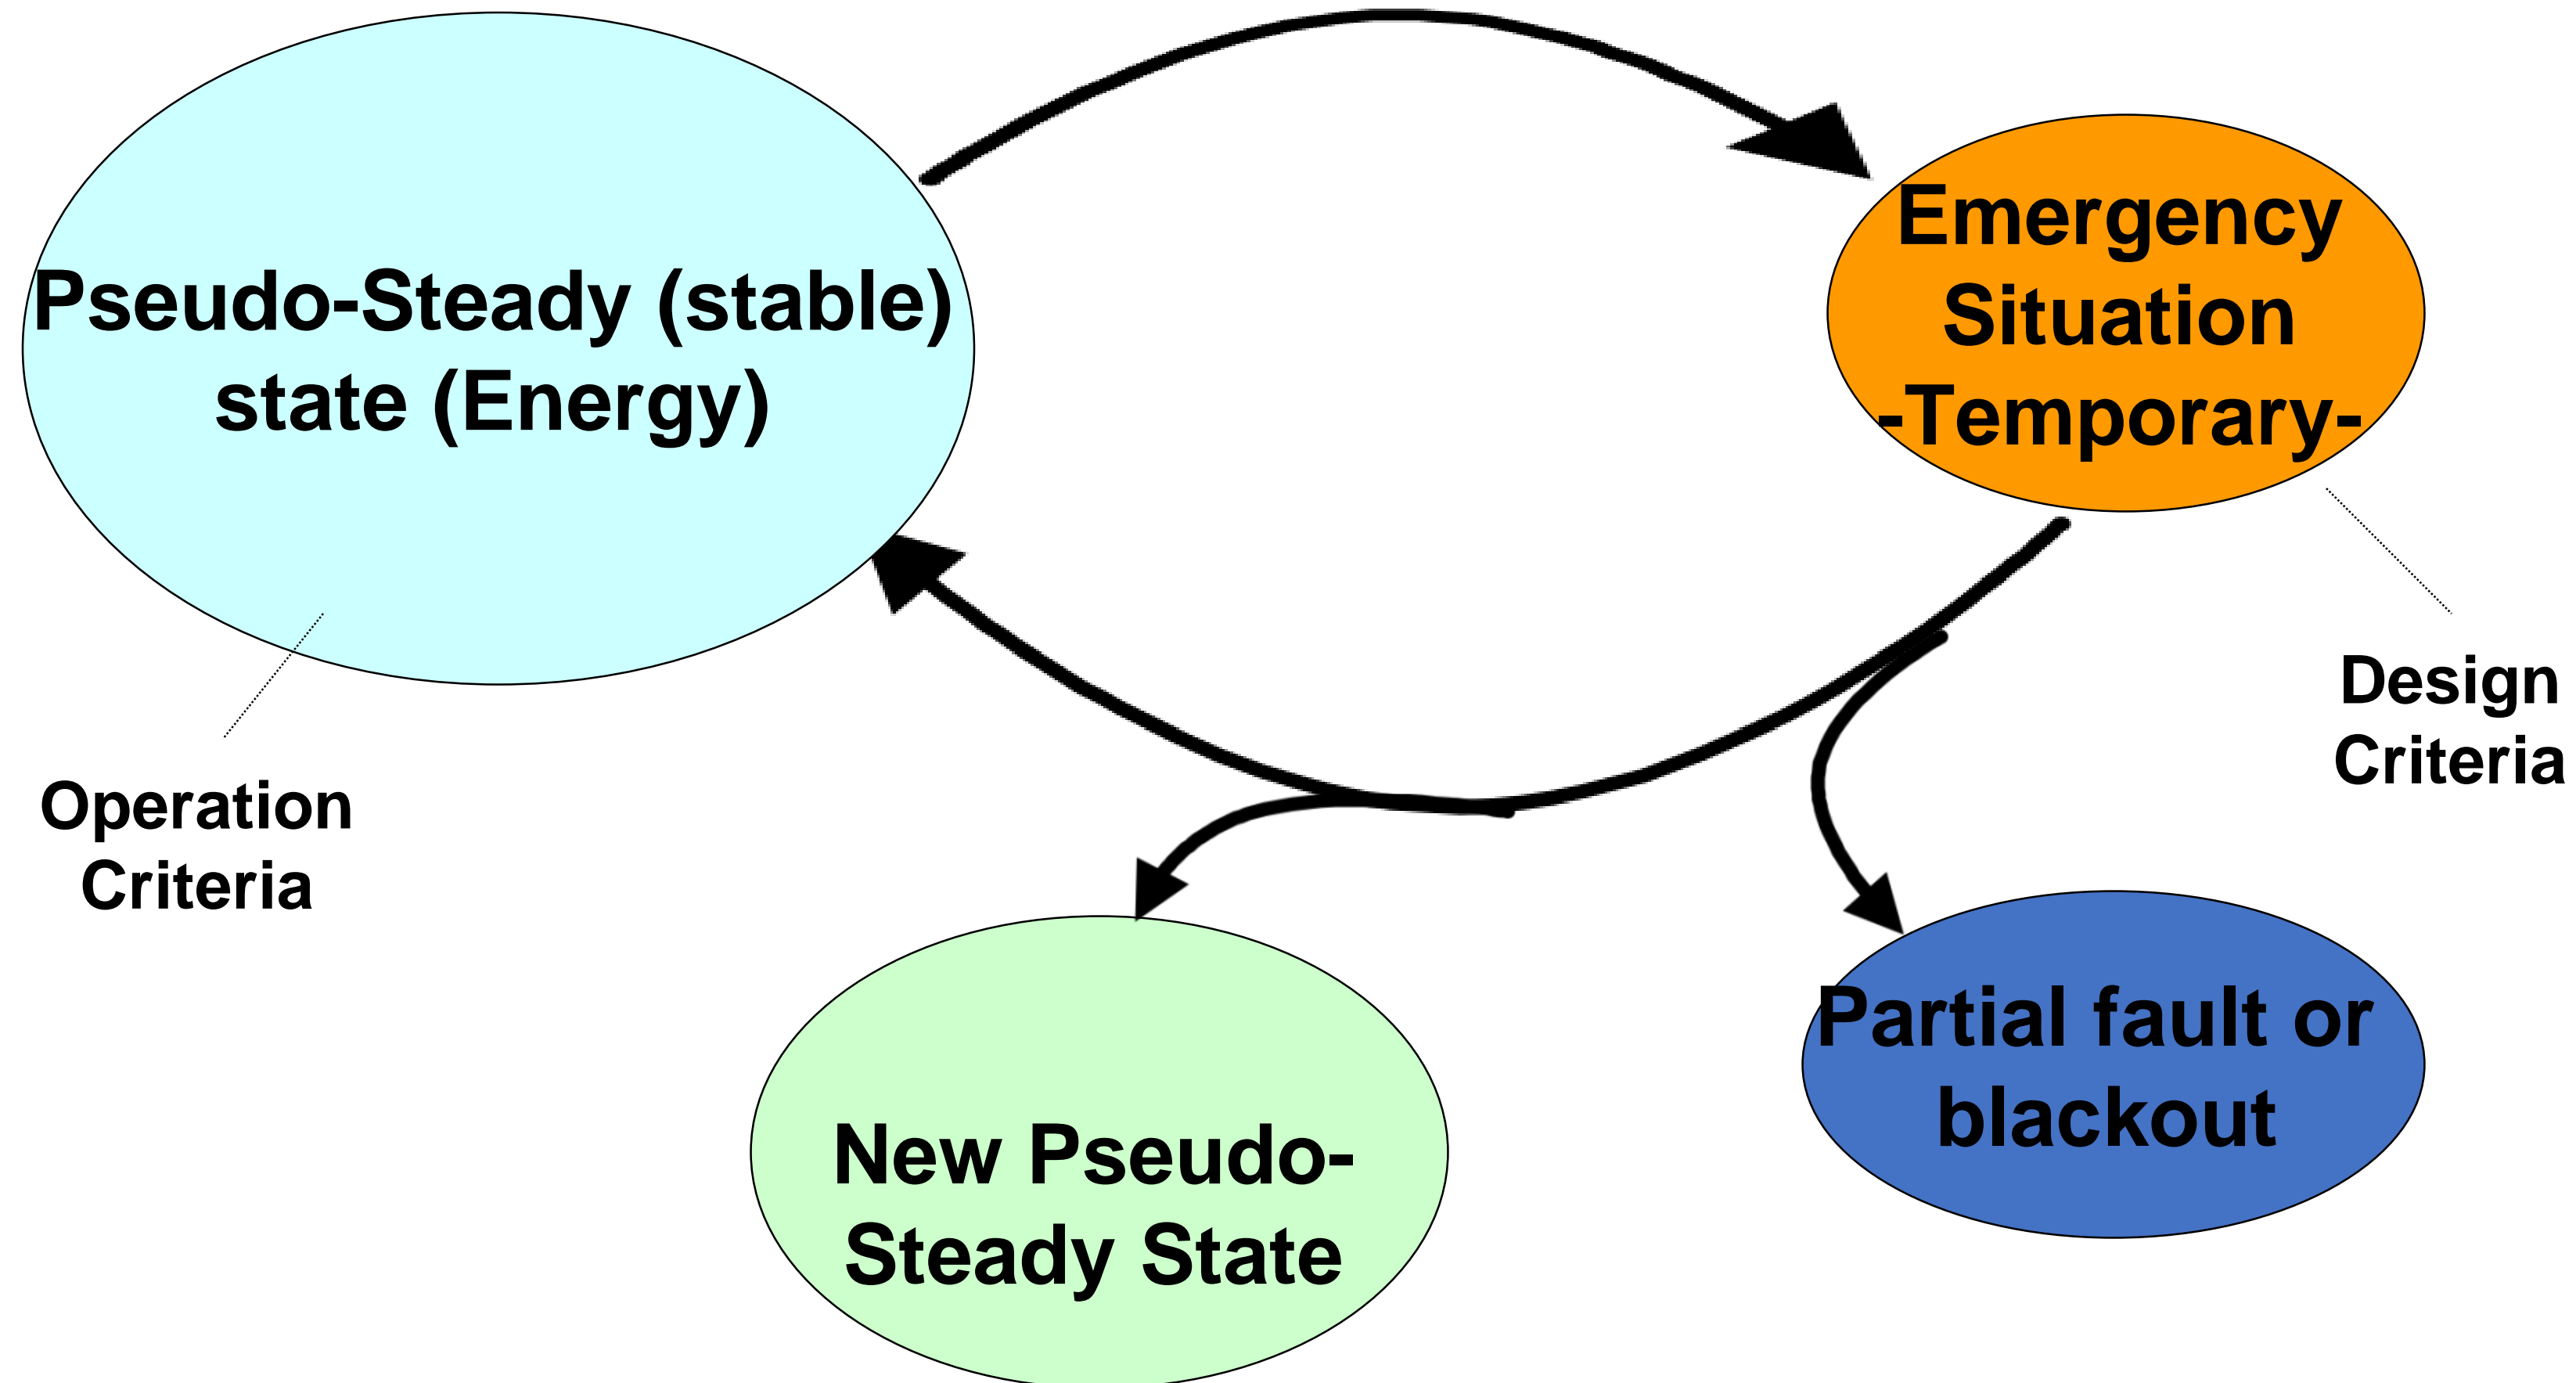 Pseudo-Steady (stable)
state (Energy)
Emergency
Situation
-Temporary-
Operation
Criteria
Design
Criteria
New Pseudo-
Steady State
Partial fault or
blackout